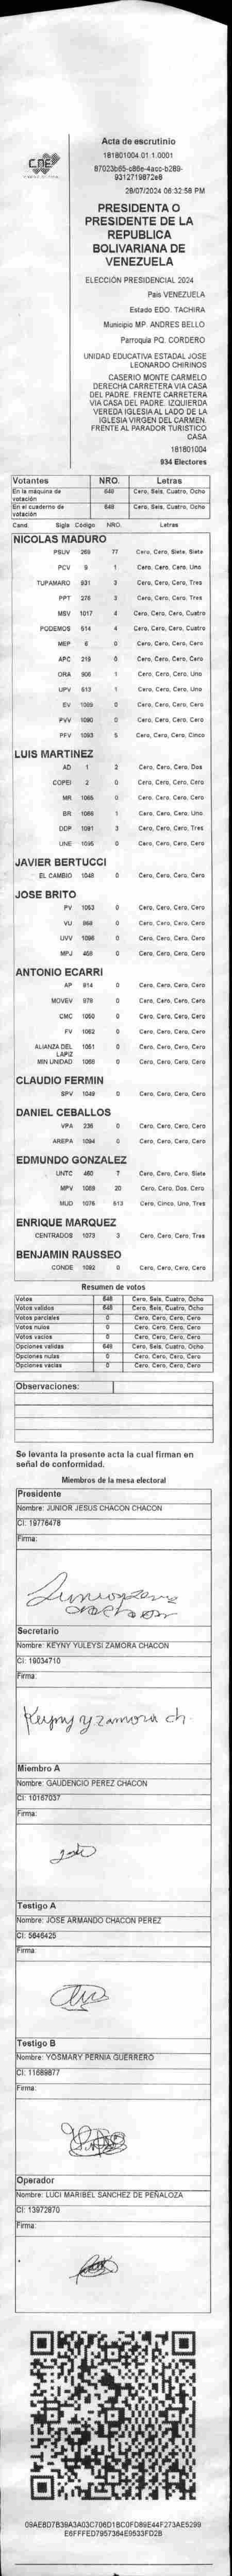 CNE
Acta de escrutinio
181801004.01.1.0001
28/07/2024 06:32:58 PM
PRESIDENTA O
PRESIDENTE DE LA
REPUBLICA
BOLIVARIANA DE
VENEZUELA
ELECCIÓN PRESIDENCIAL 2024
País VENEZUELA
Estado EDO. TACHIRA
Municipio MP. ANDRES BELLO
Parroquia PQ. CORDERO
UNIDAD EDUCATIVA ESTADAL JOSE
LEONARDO CHIRINOS
CASERIO MONTE CARMELO
DERECHA CARRETERA VIA CASA
DEL PADRE. FRENTE CARRETERA
VIA CASA DEL PADRE. IZQUIERDA
VEREDA IGLESIA AL LADO DE LA
IGLESIA VIRGEN DEL CARMEN.
FRENTE AL PARADOR TURISTICO
CASA
181801004
934 Electores
Votantes NRO. Letras
En la máquina de votación 648 Cero, Seis, Cuatro, Ocho
En el cuaderno de votación 648 Cero, Seis, Cuatro, Ocho
Cand. Sigla Código NRO. Letras
NICOLAS MADURO
PSUV 269 77 Cero, Cero, Siete, Siete
PCV 9 1 Cero, Cero, Cero, Uno
TUPAMARO 931 3 Cero, Cero, Cero, Tres
PPT 276 3 Cero, Cero, Cero, Tres
MSV 1017 4 Cero, Cero, Cero, Cuatro
PODEMOS 614 4 Cero, Cero, Cero, Cuatro
MEP 6 0 Cero, Cero, Cero, Cero
APC 219 0 Cero, Cero, Cero, Cero
ORA 906 1 Cero, Cero, Cero, Uno
UPV 513 1 Cero, Cero, Cero, Uno
EV 1089 0 Cero, Cero, Cero, Cero
PVV 1090 0 Cero, Cero, Cero, Cero
PFV 1093 5 Cero, Cero, Cero, Cinco
LUIS MARTINEZ
AD 1 2 Cero, Cero, Cero, Dos
COPEI 2 0 Cero, Cero, Cero, Cero
MR 1065 0 Cero, Cero, Cero, Cero
BR 1086 1 Cero, Cero, Cero, Uno
DDP 1091 3 Cero, Cero, Cero, Tres
UNE 1095 0 Cero, Cero, Cero, Cero
JAVIER BERTUCCI
EL CAMBIO 1048 0 Cero, Cero, Cero, Cero
JOSE BRITO
PV 1053 0 Cero, Cero, Cero, Cero
VU 958 0 Cero, Cero, Cero, Cero
UVV 1096 0 Cero, Cero, Cero, Cero
MPJ 458 0 Cero, Cero, Cero, Cero
ANTONIO ECARRI
AP 914 0 Cero, Cero, Cero, Cero
MOVEV 979 0 Cero, Cero, Cero, Cero
CMC 1050 0 Cero, Cero, Cero, Cero
FV 1062 0 Cero, Cero, Cero, Cero
ALIANZA DEL LAPIZ 1051 0 Cero, Cero, Cero, Cero
MIN UNIDAD 1068 0 Cero, Cero, Cero, Cero
CLAUDIO FERMIN
SPV 1049 0 Cero, Cero, Cero, Cero
DANIEL CEBALLOS
VPA 236 0 Cero, Cero, Cero, Cero
AREPA 1094 0 Cero, Cero, Cero, Cero
EDMUNDO GONZALEZ
UNTC 460 7 Cero, Cero, Cero, Siete
MPV 1069 20 Cero, Cero, Dos, Cero
MUD 1076 513 Cero, Cinco, Uno, Tres
ENRIQUE MARQUEZ
CENTRADOS 1073 3 Cero, Cero, Cero, Tres
BENJAMIN RAUSSEO
CONDE 1092 0 Cero, Cero, Cero, Cero
Resumen de votos
Votos 648 Cero, Seis, Cuatro, Ocho
Votos validos 648 Cero, Seis, Cuatro, Ocho
Votos parciales 0 Cero, Cero, Cero, Cero
Votos nulos 0 Cero, Cero, Cero, Cero
Votos vacíos 0 Cero, Cero, Cero, Cero
Opciones validas 648 Cero, Seis, Cuatro, Ocho
Opciones nulas 0 Cero, Cero, Cero, Cero
Opciones vacías 0 Cero, Cero, Cero, Cero
Observaciones:
Se levanta la presente acta la cual firman en
señal de conformidad.
Miembros de la mesa electoral
Presidente
Nombre: JUNIOR JESUS CHACON CHACON
CI: 19776478
Firma:
Junior Jesus
Chacon
Secretario
Nombre: KEYNY YULEYSI ZAMORA CHACON
CI: 19034710
Firma:
Keyny y zamora ch.
Miembro A
Nombre: GAUDENCIO PEREZ CHACON
CI: 10167037
Firma:
Testigo A
Nombre: JOSE ARMANDO CHACON PEREZ
CI: 5646425
Firma:
Testigo B
Nombre: YOSMARY PERNIA GUERRERO
CI: 11689877
Firma:
Operador
Nombre: LUCI MARIBEL SANCHEZ DE PEÑALOZA
CI: 13972870
Firma:
09AEBD7B39A3A03C706D1BC0FD89E44F273AE5299
E6FFFED7957364E9533FD2B